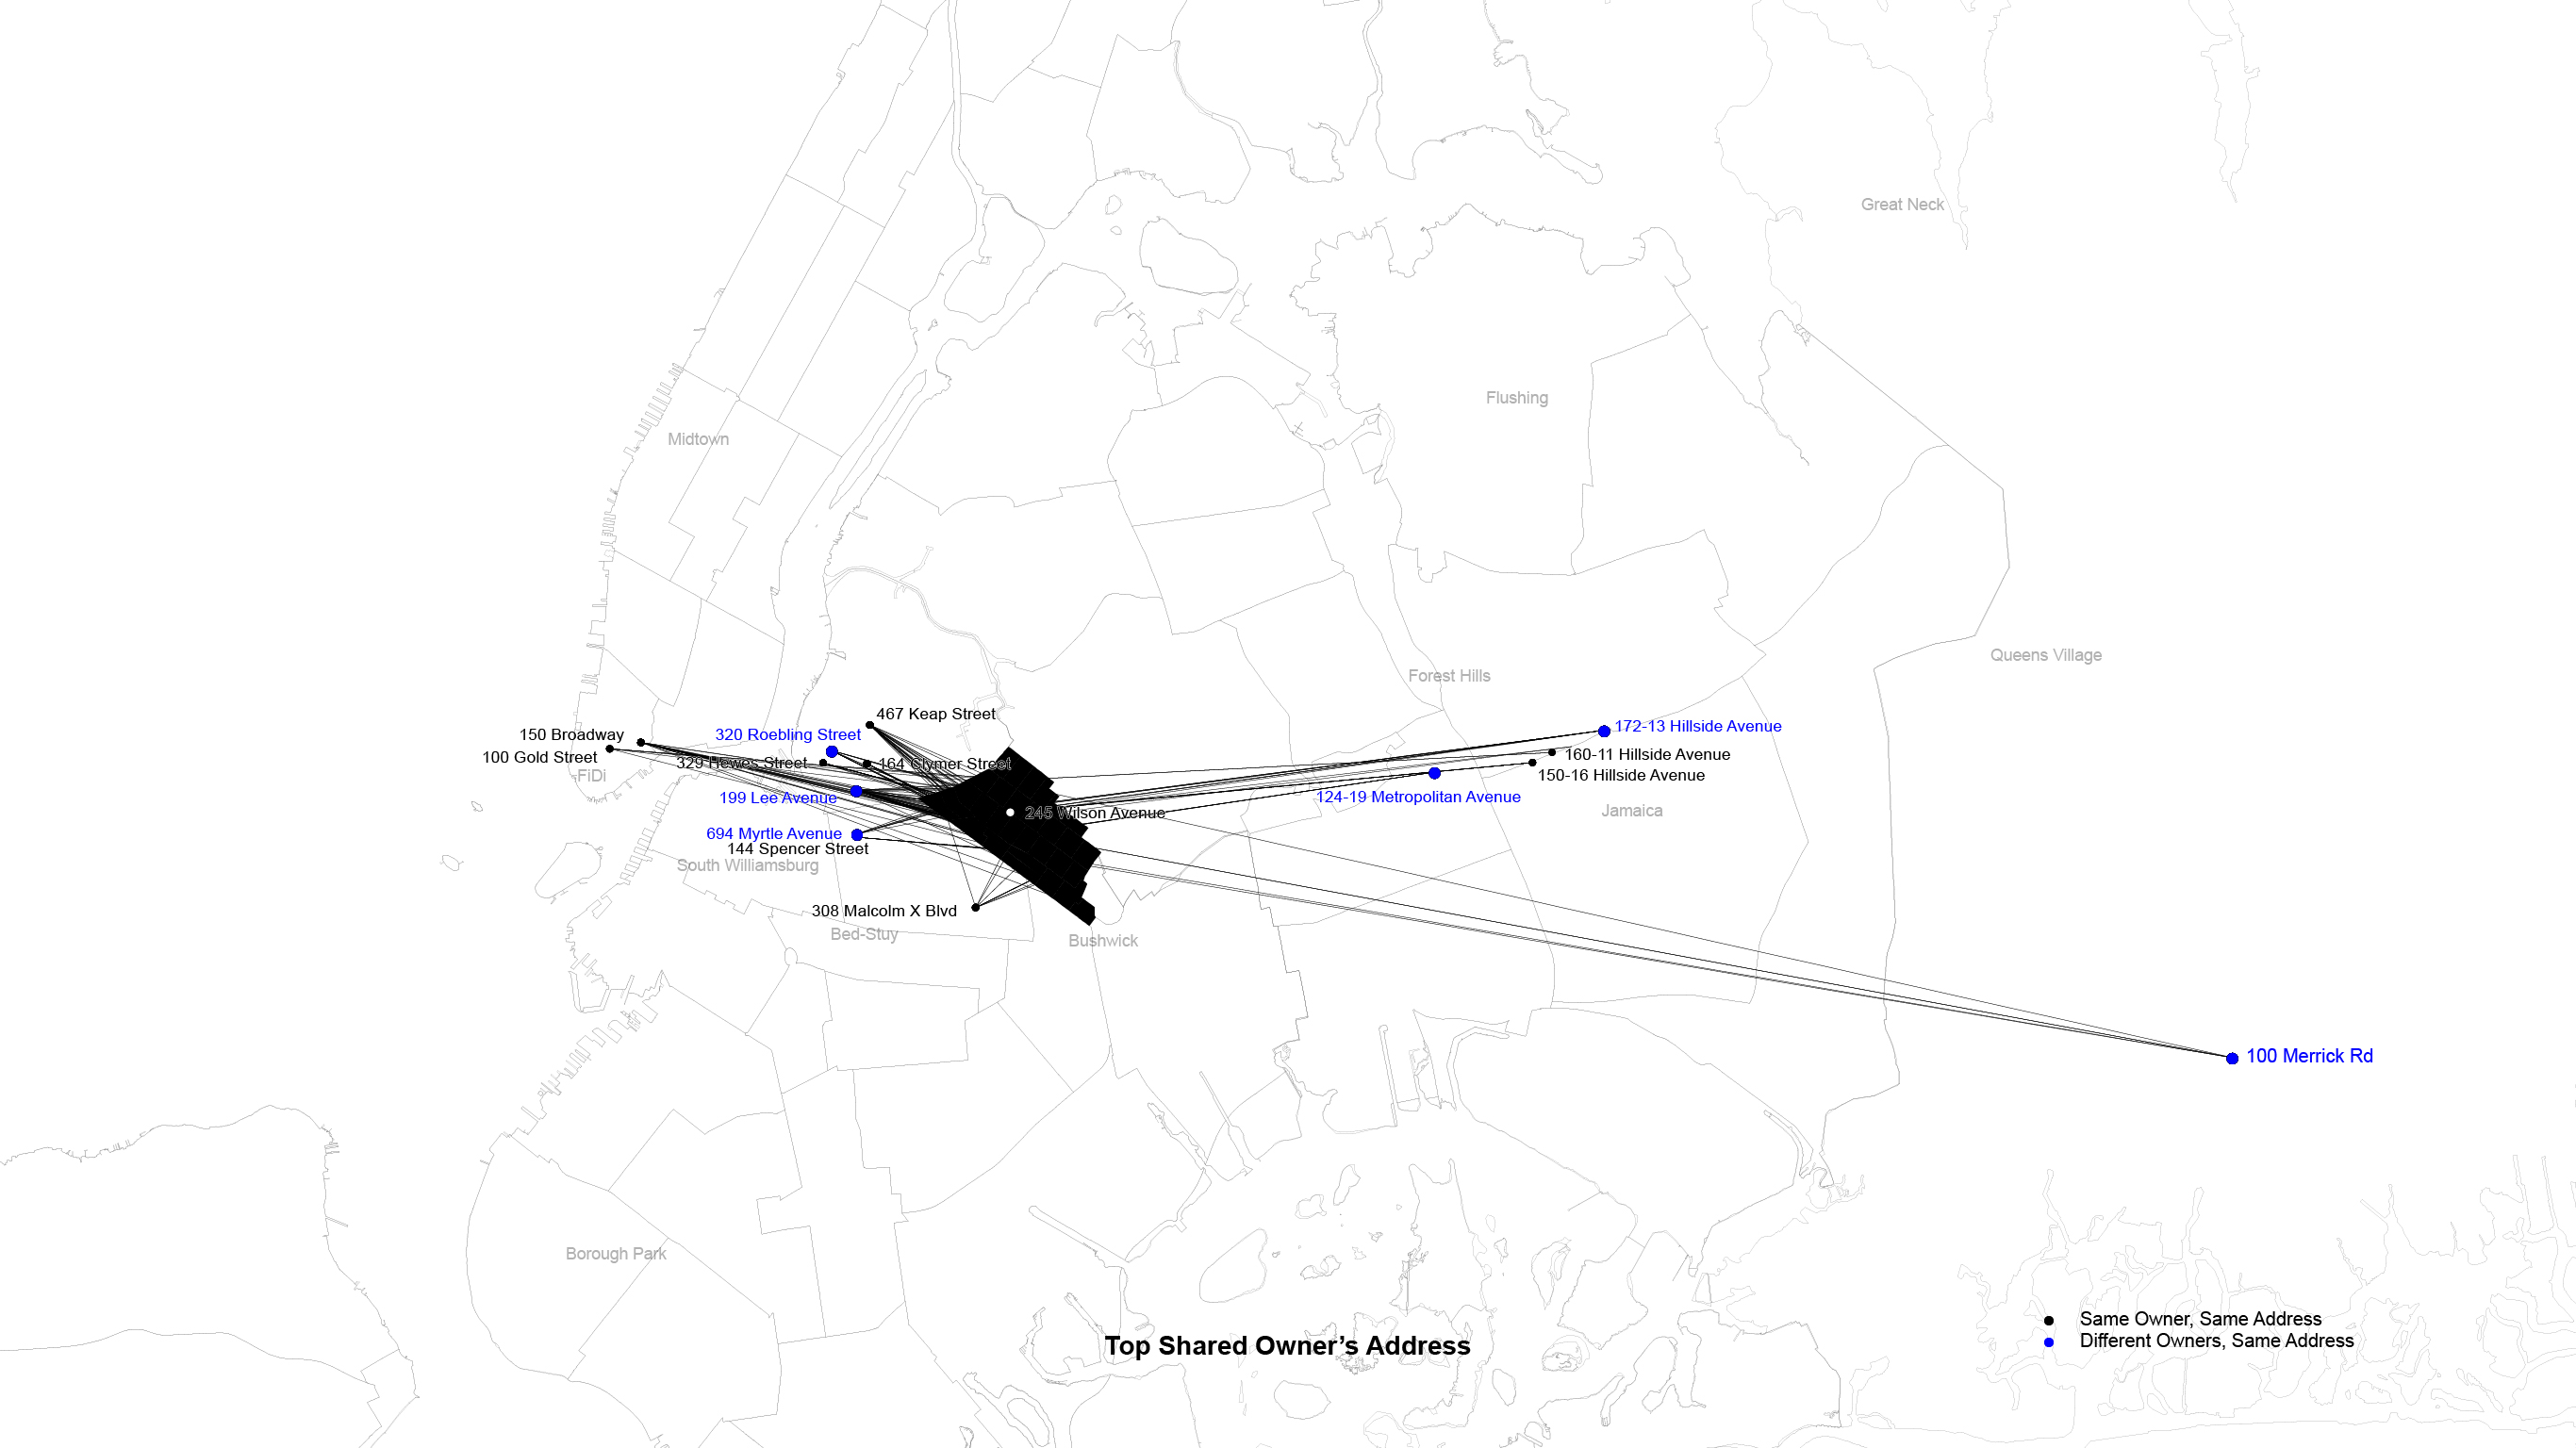 Great Neck
Flushing
Midtown
Queens Village
Forest Hills
467 Keap Street
172-13 Hillside Avenue
150 Broadway
320 Roebling Street
100 Gold Street
160-11 Hillside Avenue
329 Hewes Street
164 Clymer Street
FiDi
150-16 Hillside Avenue
199 Lee Avenue
124-19 Metropolitan Avenue
Jamaica
245 Wilson Avenue
694 Myrtle Avenue
144 Spencer Street
South Williamsburg
308 Malcolm X Blvd
Bed-Stuy
Bushwick
100 Merrick Rd
Borough Park
Same Owner, Same Address
Different Owners, Same Address
Top Shared Owner’s Address